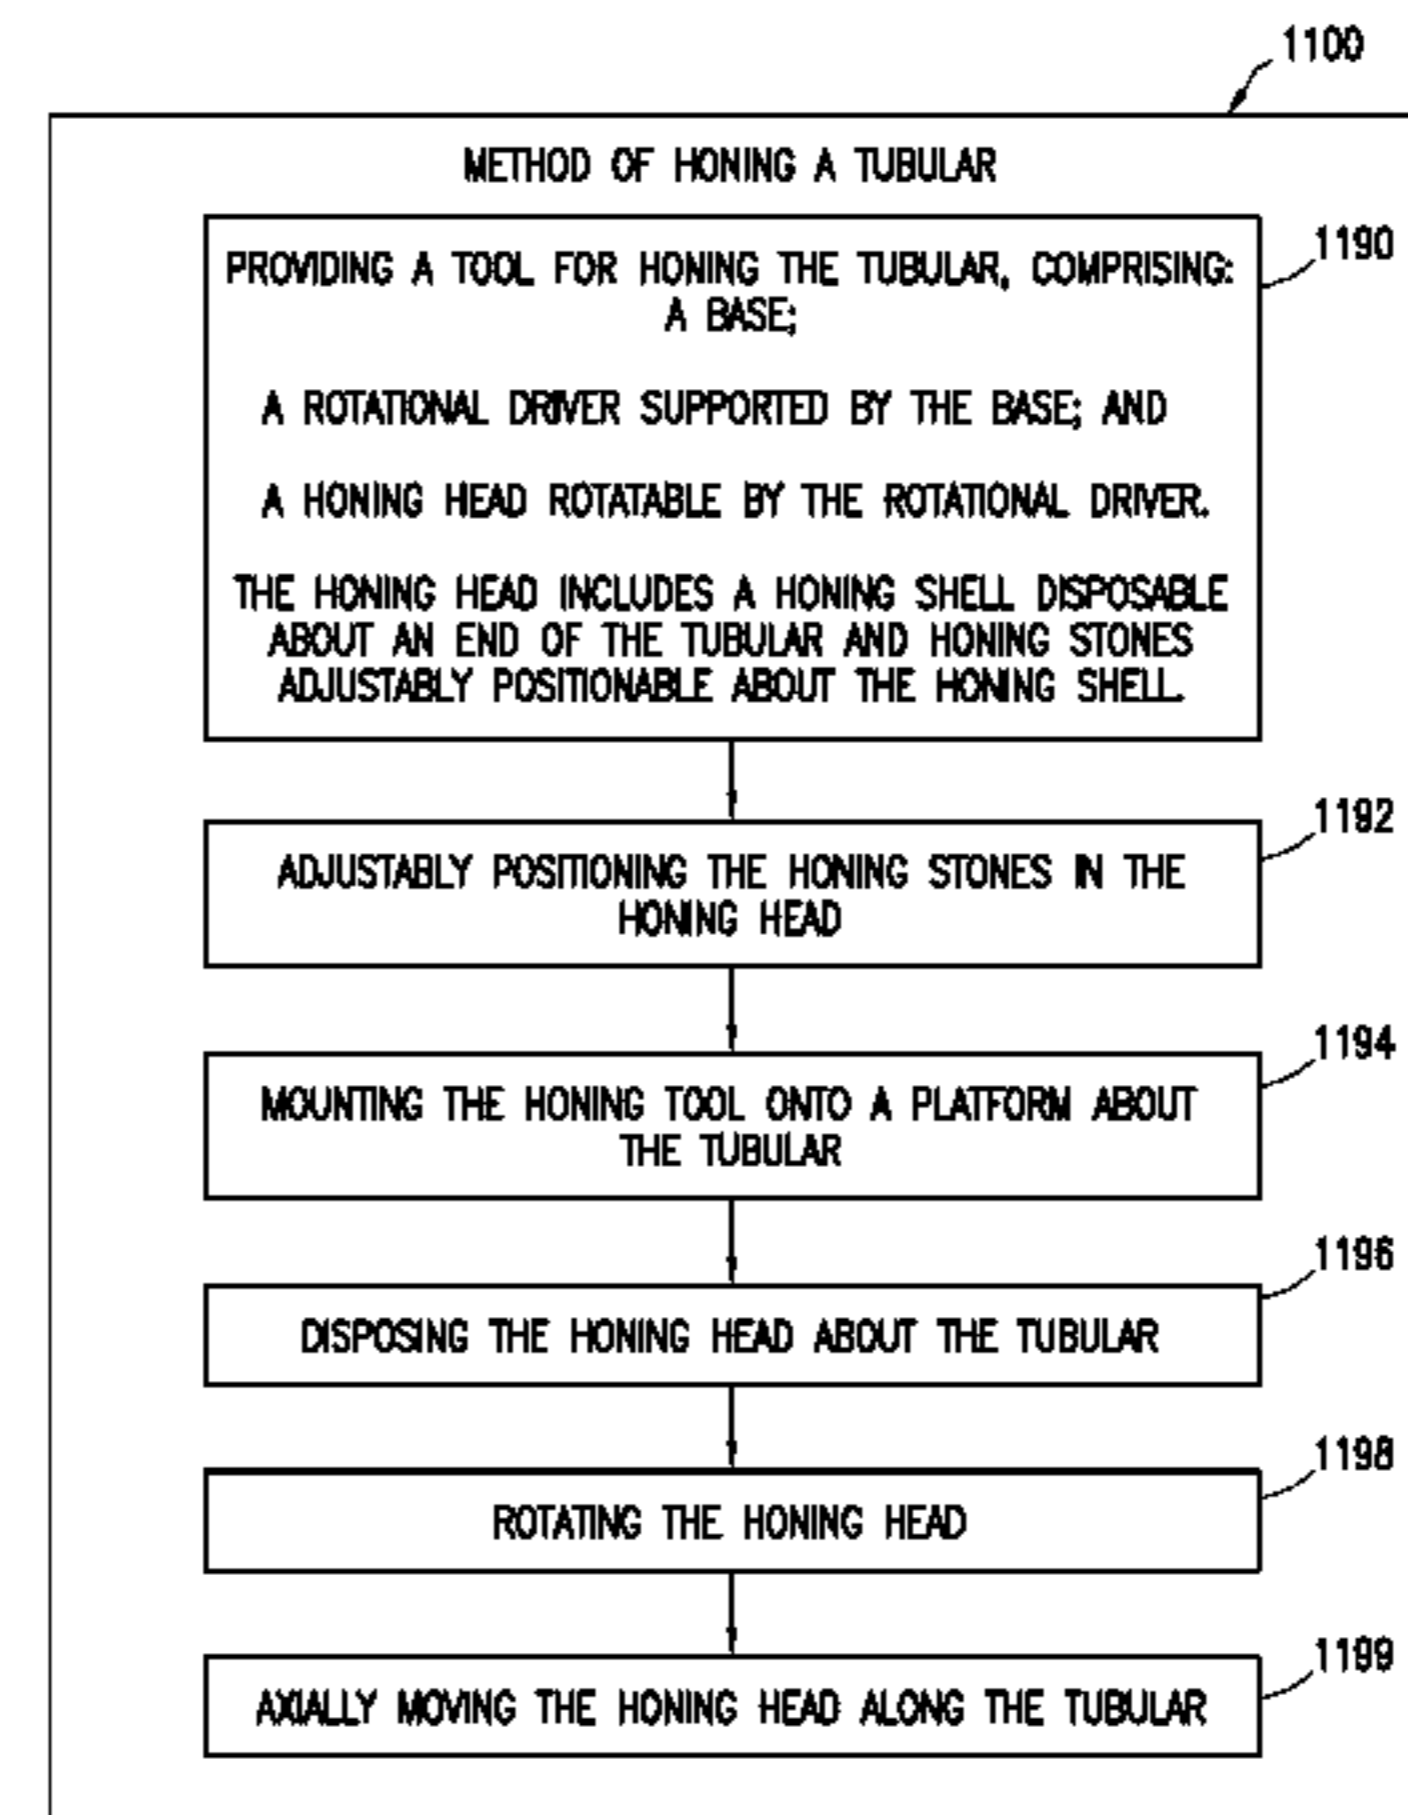 1100
METHOD OF HONING A TUBULAR
1190
PROVIDING A TOOL FOR HONING THE TUBULAR, COMPRISING:
A BASE;
A ROTATIONAL DRIVER SUPPORTED BY THE BASE; AND
A HONING HEAD ROTATABLE BY THE ROTATIONAL DRIVER.
THE HONING HEAD INCLUDES A HONING SHELL DISPOSABLE
ABOUT AN END OF THE TUBULAR AND HONING STONES
ADJUSTABLY POSITIONABLE ABOUT THE HONING SHELL.
1192
ADJUSTABLY POSITIONING THE HONING STONES IN THE
HONING HEAD
1194
MOUNTING THE HONING TOOL ONTO A PLATFORM ABOUT
THE TUBULAR
1196
DISPOSING THE HONING HEAD ABOUT THE TUBULAR
1198
ROTATING THE HONING HEAD
1199
AXIALLY MOVING THE HONING HEAD ALONG THE TUBULAR